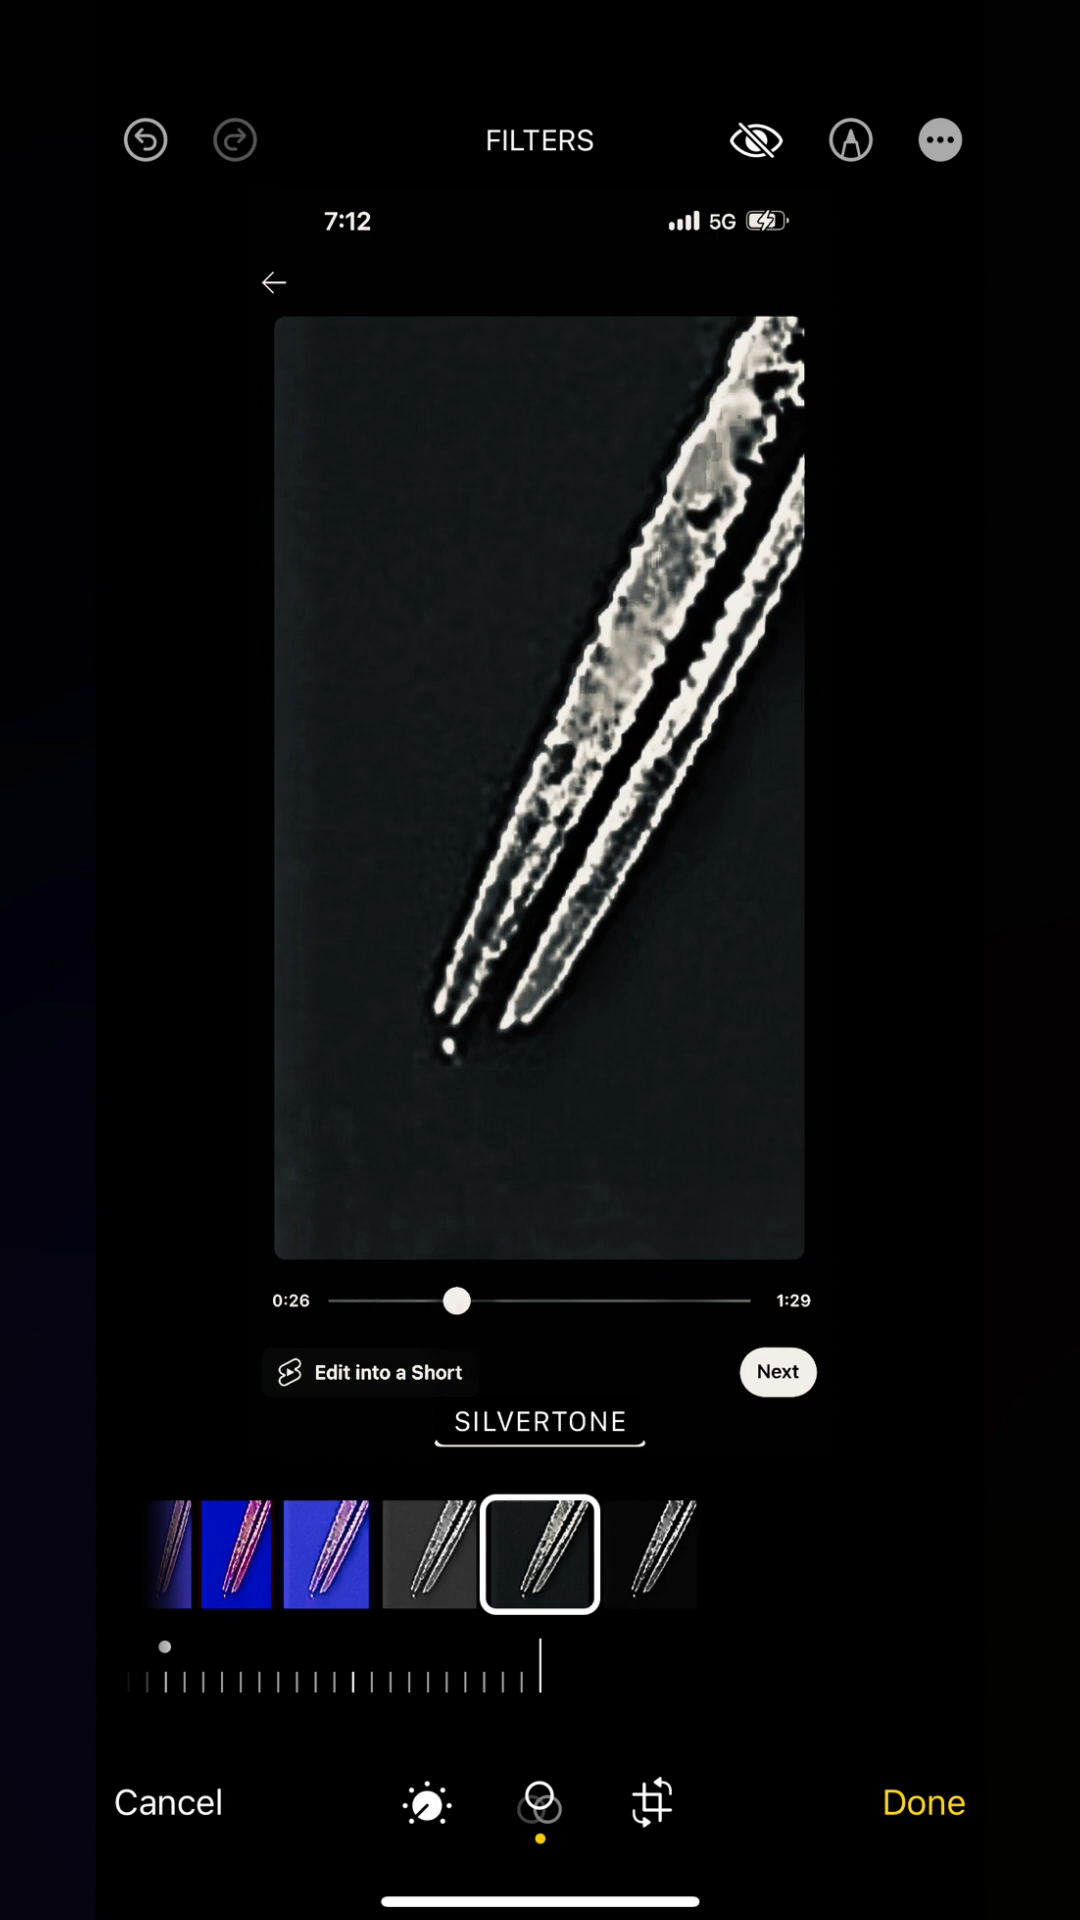 FILTERS
7:12 5G
0:26 1:29
Edit into a Short Next
SILVERTONE
Cancel Done